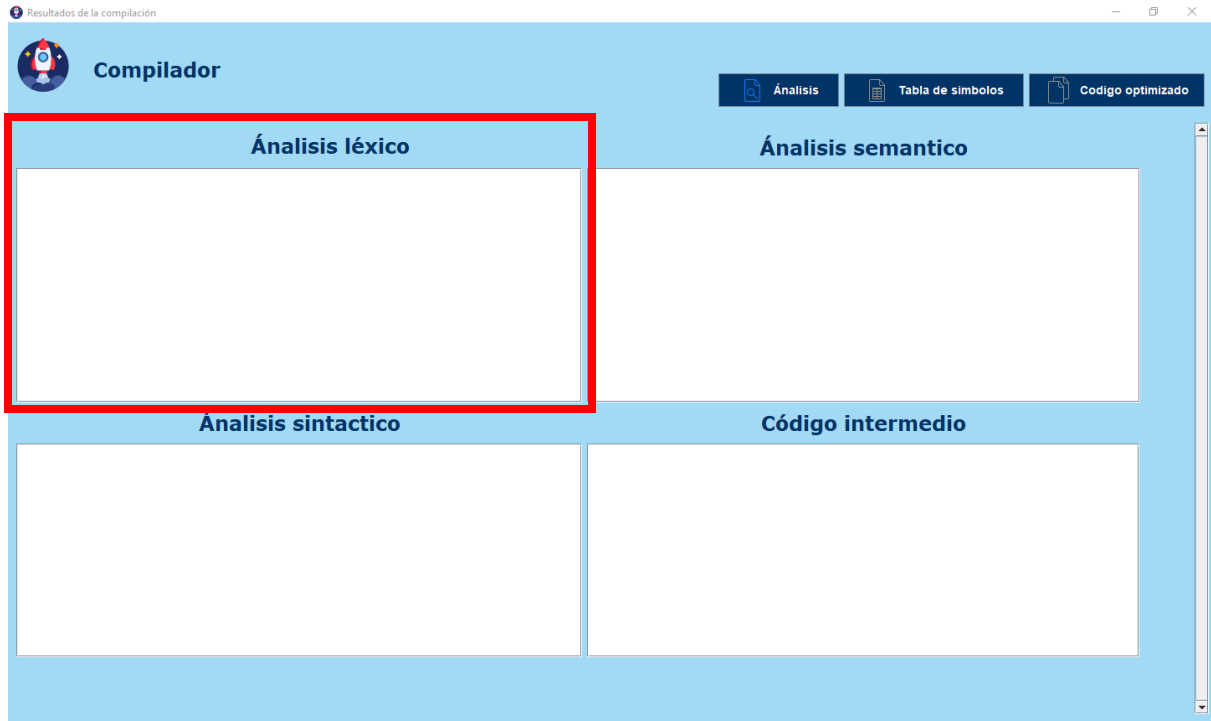 Resultados de la compilación
Compilador
Ánalisis
Tabla de simbolos
Codigo optimizado
Ánalisis léxico
Ánalisis semantico
Ánalisis sintactico
Código intermedio